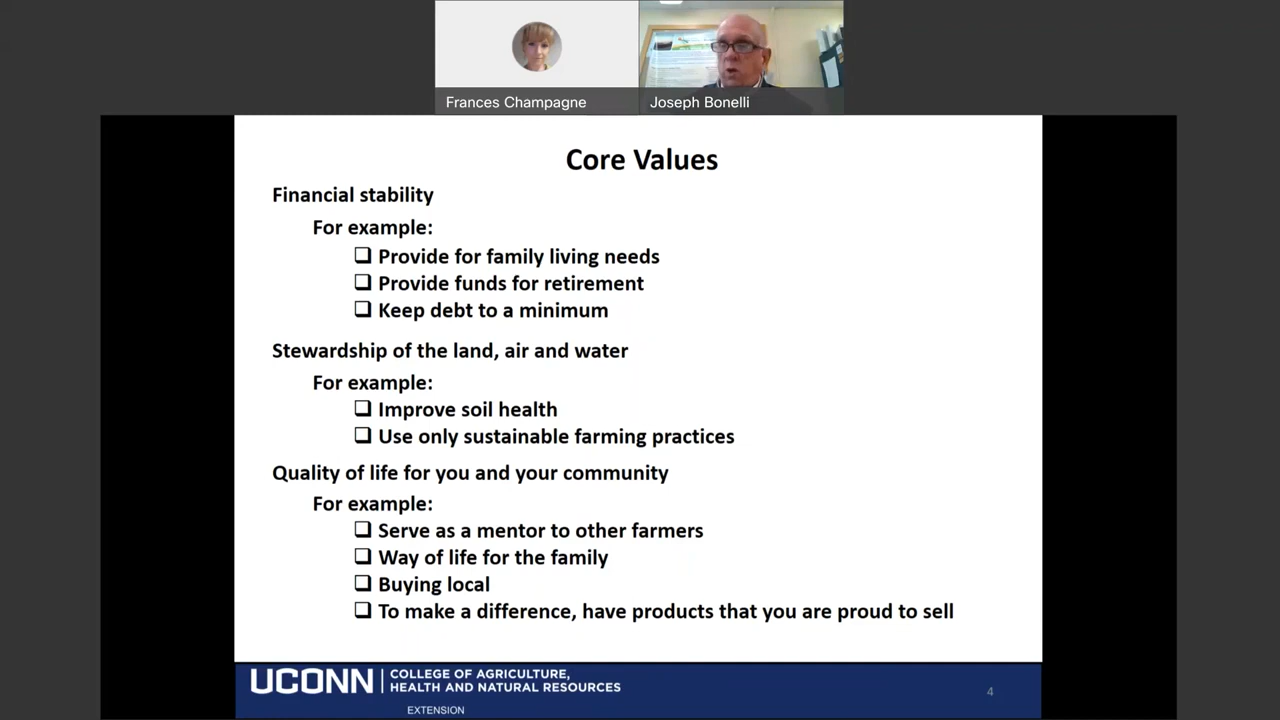 Frances Champagne
Joseph Bonelli
Core Values
Financial stability
For example:
Provide for family living needs
Provide funds for retirement
Keep debt to a minimum
Stewardship of the land, air and water
For example:
Improve soil health
Use only sustainable farming practices
Quality of life for you and your community
For example:
Serve as a mentor to other farmers
Way of life for the family
Buying local
To make a difference, have products that you are proud to sell
UCONN
COLLEGE OF AGRICULTURE,
HEALTH AND NATURAL RESOURCES
EXTENSION
4